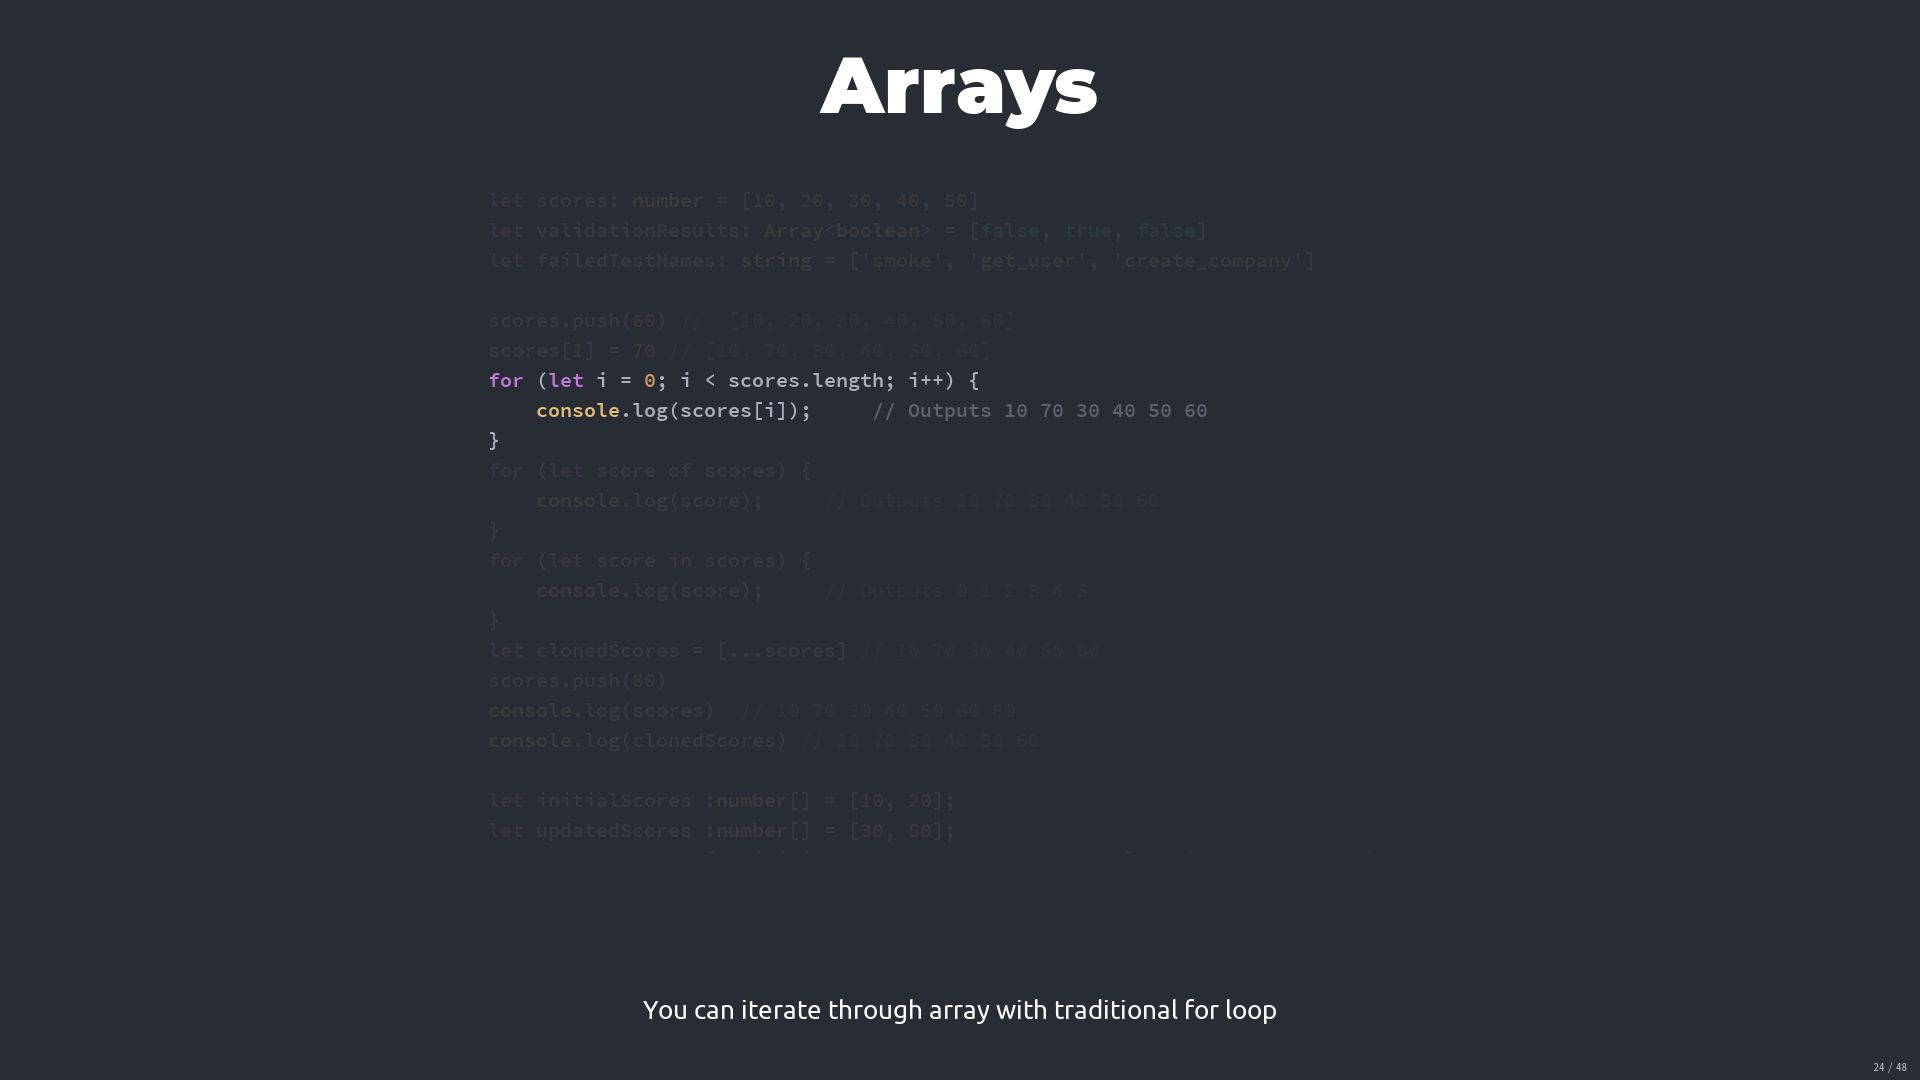 Arrays
let scores: number = [10, 20, 30, 40, 50]
let validationResults: Array<boolean> = [false, true, false]
let failedTestNames: string = ['smoke', 'get_user', 'create_company']
scores.push(60) //  [10, 20, 30, 40, 50, 60]
scores[1] = 70 // [10, 70, 30, 40, 50, 60]
for (let i = 0; i < scores.length; i++) {
    console.log(scores[i]);     // Outputs 10 70 30 40 50 60
}
for (let score of scores) {
    console.log(score);     // Outputs 10 70 30 40 50 60
}
for (let score in scores) {
    console.log(score);     // Outputs 0 1 2 3 4 5
}
let clonedScores = [...scores] // 10 70 30 40 50 60
scores.push(80)
console.log(scores)  // 10 70 30 40 50 60 80
console.log(clonedScores) // 10 70 30 40 50 60
let initialScores :number[] = [10, 20];
let updatedScores :number[] = [30, 50];
You can iterate through array with traditional for loop
24 / 48